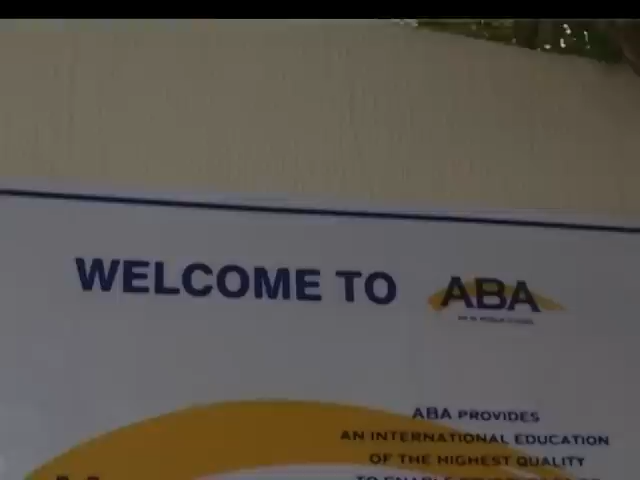 WELCOME TO ABA
ABA PROVIDES
AN INTERNATIONAL EDUCATION
OF THE HIGHEST QUALITY